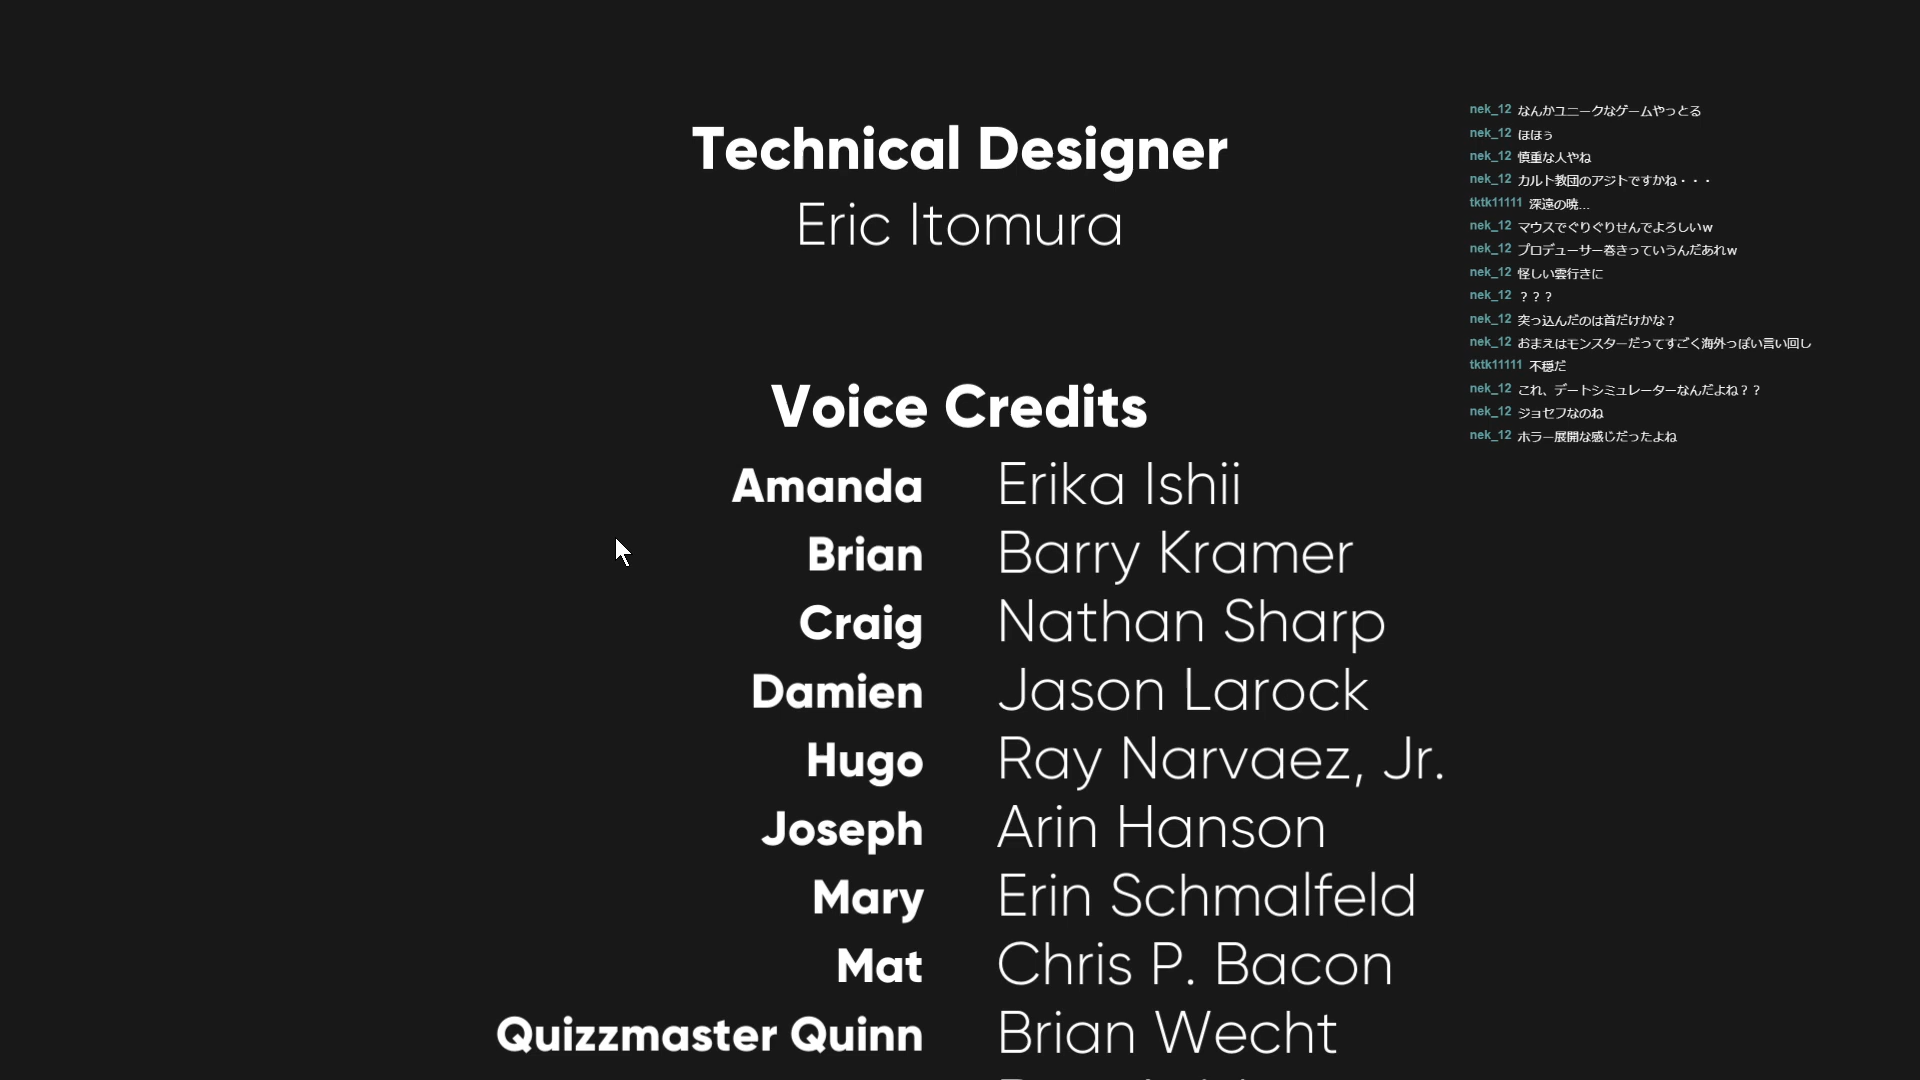 Technical Designer
Eric Itomura
Voice Credits
Amanda Erika Ishii
Brian Barry Kramer
Craig Nathan Sharp
Damien Jason Larock
Hugo Ray Narvaez, Jr.
Joseph Arin Hanson
Mary Erin Schmalfeld
Mat Chris P. Bacon
Quizzmaster Quinn Brian Wecht
nek_12 なんかユニークなゲームやっとる
nek_12 ほほぅ
nek_12 慎重な人やね
nek_12 カルト教団のアジトですかね・・・
tktk11111 深遠の暁...
nek_12 マウスでぐりぐりせんでよろしいw
nek_12 プロデューサー巻きっていうんだあれw
nek_12 怪しい雲行きに
nek_12 ？？？
nek_12 突っ込んだのは首だけかな？
nek_12 おまえはモンスターだってすごく海外っぽい言い回し
tktk11111 不穏だ
nek_12 これ、デートシミュレーターなんだよね？？
nek_12 ジョセフなのね
nek_12 ホラー展開な感じだったよね